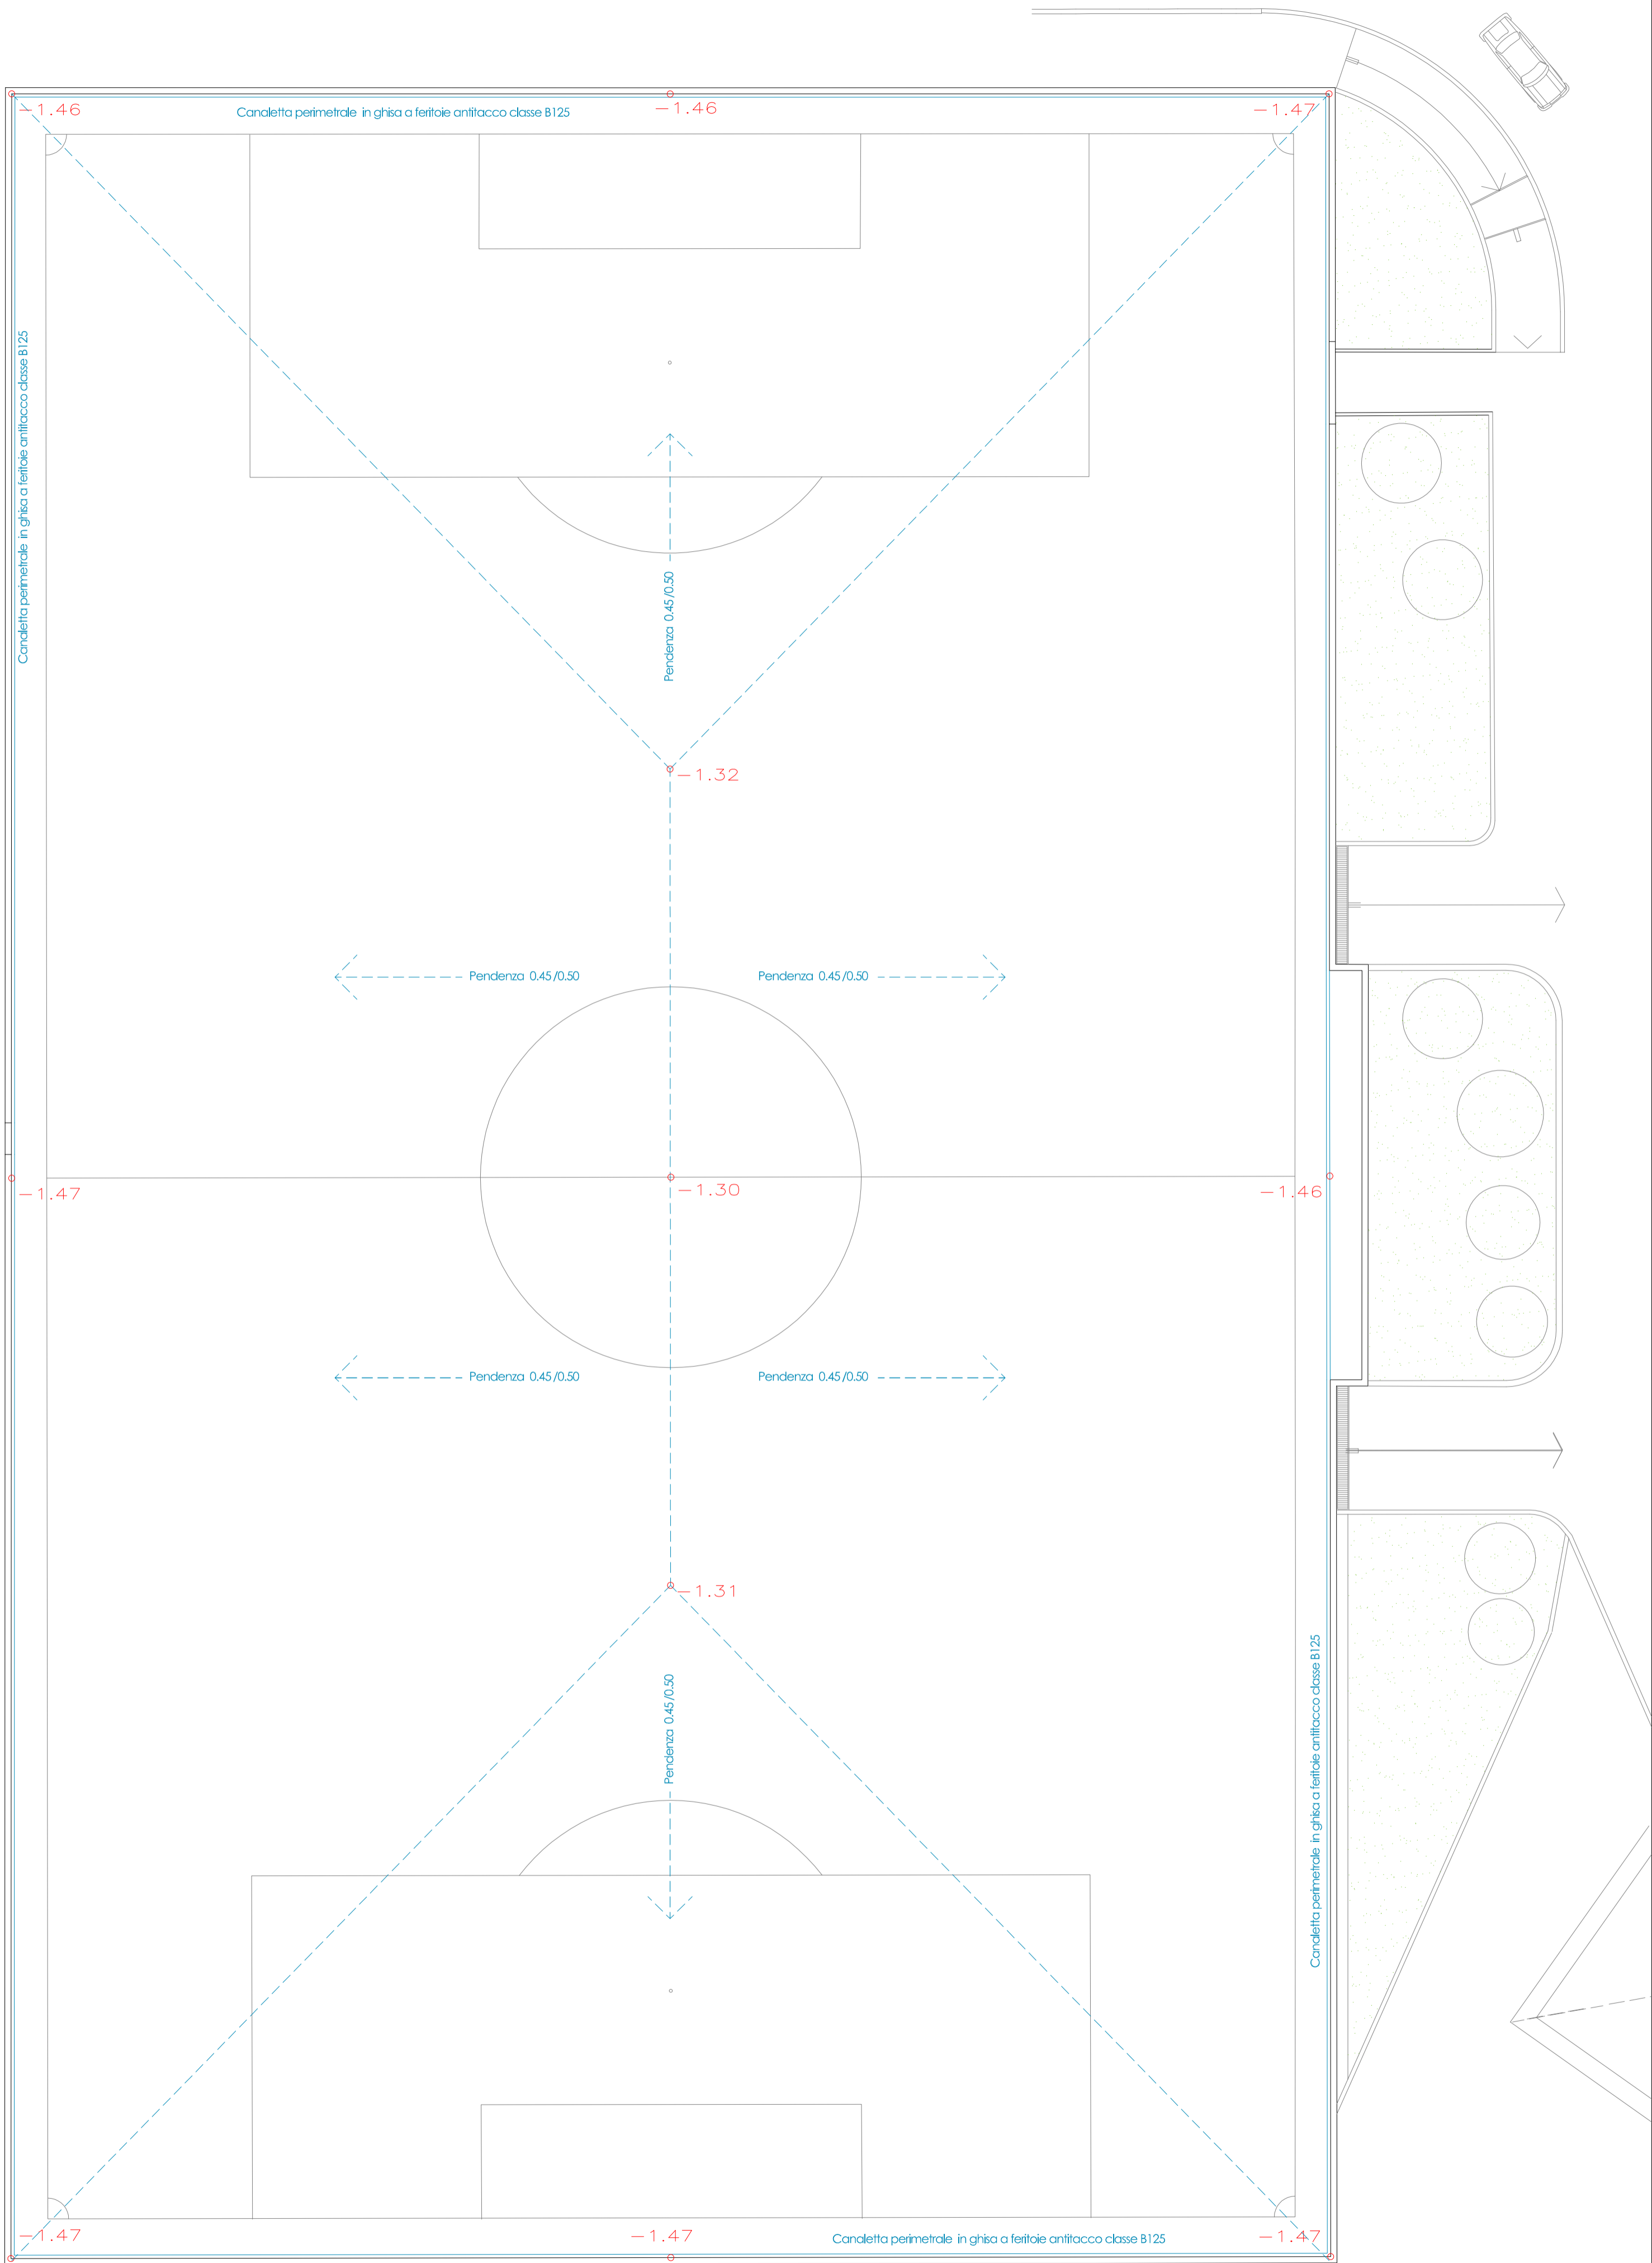 -1.46
Canaletta perimetrale in ghisa a feritoie antitacco classe B125
-1.46
-1.47
Canaletta perimetrale in ghisa a feritoie antitacco classe B125
Pendenza 0.45/0.50
-1.32
Pendenza 0.45/0.50
Pendenza 0.45/0.50
-1.47
-1.30
-1.46
Pendenza 0.45/0.50
Pendenza 0.45/0.50
-1.31
Pendenza 0.45/0.50
Canaletta perimetrale in ghisa a feritoie antitacco classe B125
-1.47
-1.47
Canaletta perimetrale in ghisa a feritoie antitacco classe B125
-1.47